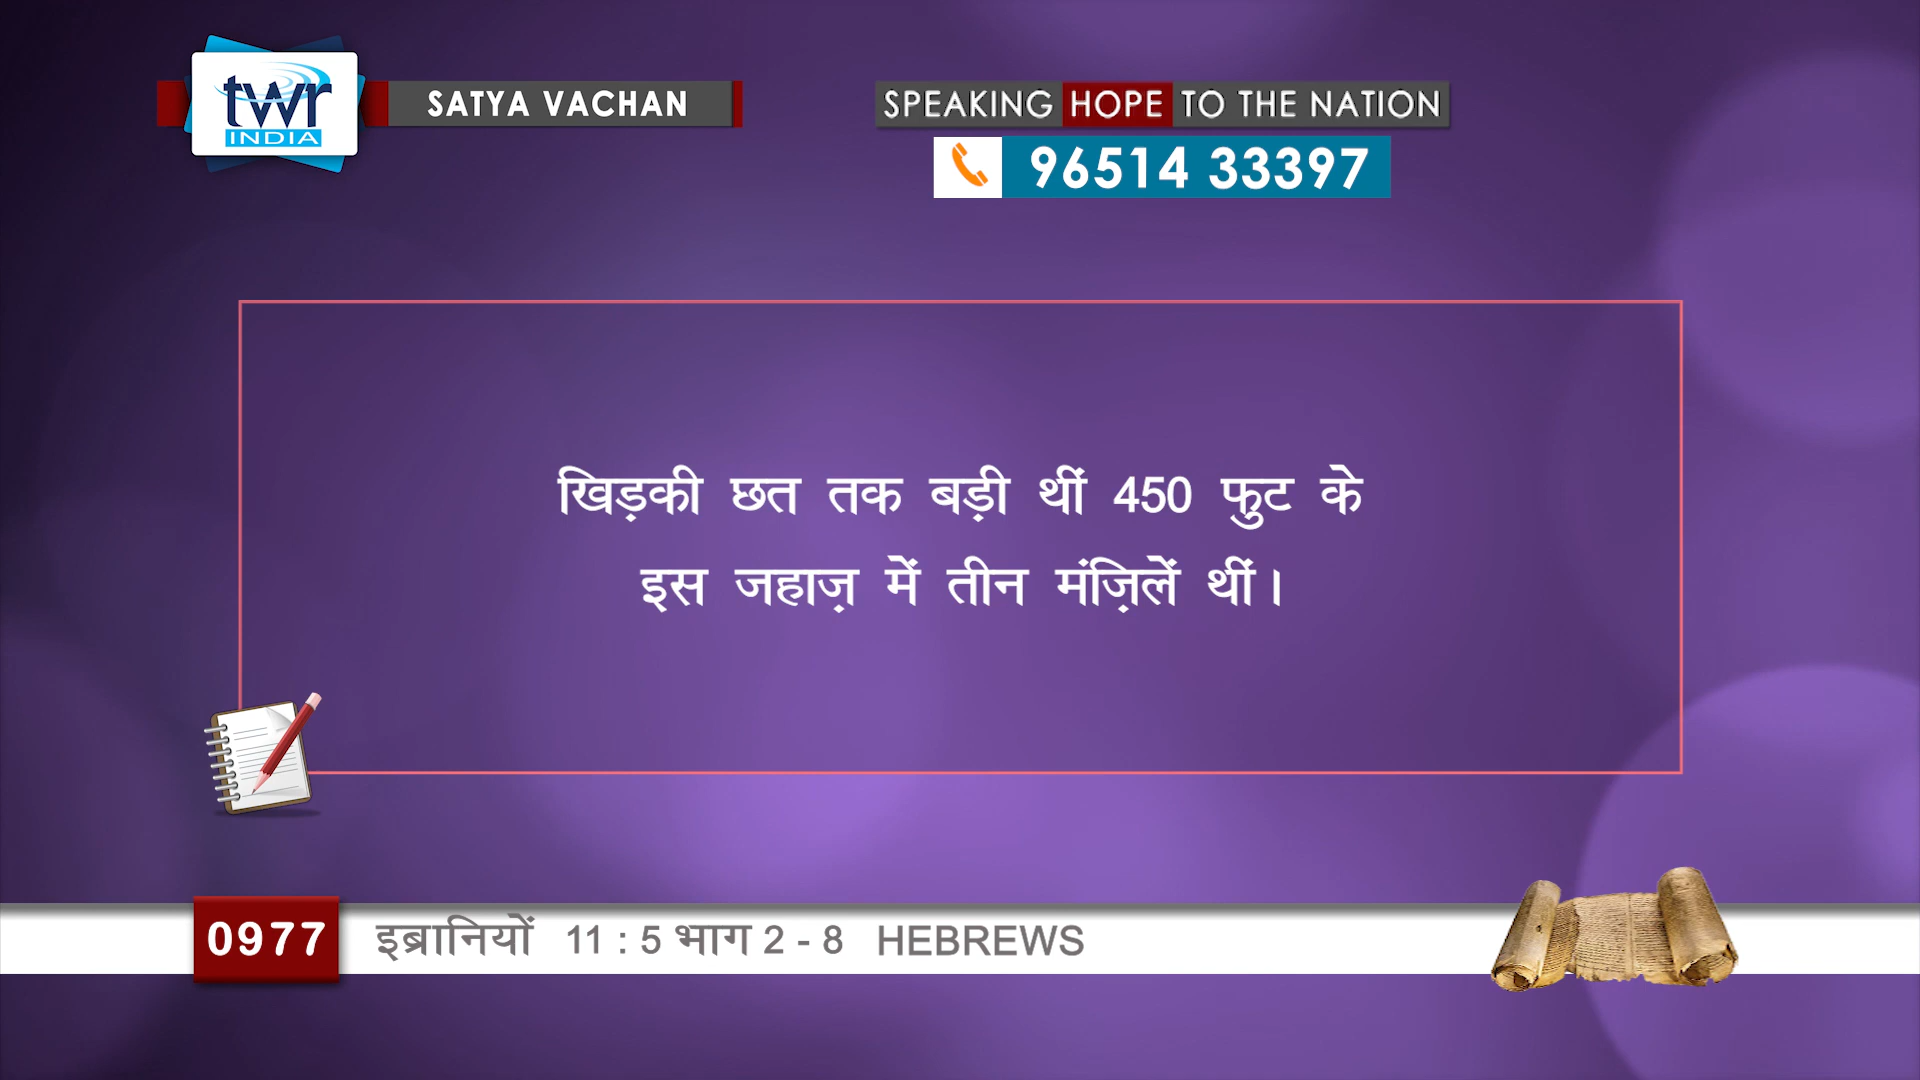 twr
INDIA
SATYA VACHAN
SPEAKING HOPE TO THE NATION
96514 33397
खिड़की छत तक बड़ी थीं 450 फुट के
इस जहाज़ में तीन मंज़िलें थीं।
0977
इब्रानियों 11 : 5 भाग 2 - 8 HEBREWS